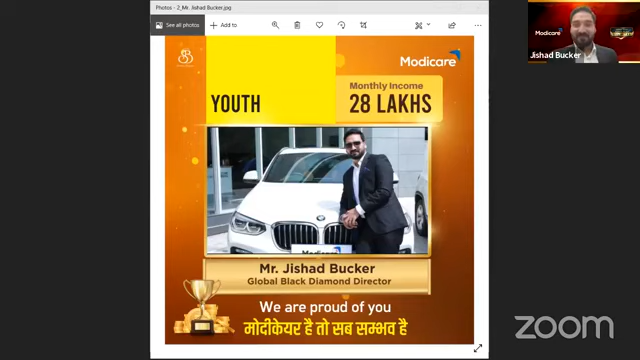 Photos - 2_Mr. Jishad Bucker.jpg
See all photos
Add to
Modicare
Jishad Bucker
Modicare
Monthly Income
28 LAKHS
YOUTH
Modicare
Mr. Jishad Bucker
Global Black Diamond Director
We are proud of you
मोदीकेयर है तो सब सम्भव है
zoom